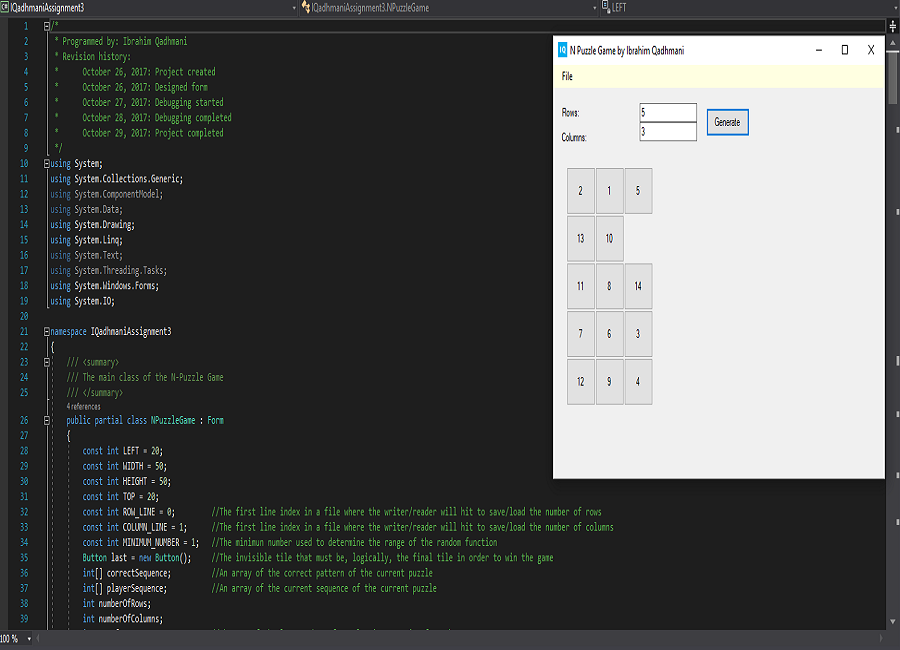 IQadhmaniAssignment3
IQadhmaniAssignment3.NPuzzleGame
LEFT
1 /*
2 * Programmed by: Ibrahim Qadhmani
3 * Revision history:
4 * October 26, 2017: Project created
5 * October 26, 2017: Designed form
6 * October 27, 2017: Debugging started
7 * October 28, 2017: Debugging completed
8 * October 29, 2017: Project completed
9 */
10 using System;
11 using System.Collections.Generic;
12 using System.ComponentModel;
13 using System.Data;
14 using System.Drawing;
15 using System.Linq;
16 using System.Text;
17 using System.Threading.Tasks;
18 using System.Windows.Forms;
19 using System.IO;
20
21 namespace IQadhmaniAssignment3
22 {
23 /// <summary>
24 /// The main class of the N-Puzzle Game
25 /// </summary>
4 references
26 public partial class NPuzzleGame : Form
27 {
28 const int LEFT = 20;
29 const int WIDTH = 50;
30 const int HEIGHT = 50;
31 const int TOP = 20;
32 const int ROW_LINE = 0; //The first line index in a file where the writer/reader will hit to save/load the number of rows
33 const int COLUMN_LINE = 1; //The first line index in a file where the writer/reader will hit to save/load the number of columns
34 const int MINIMUM_NUMBER = 1; //The minimun number used to determine the range of the random function
35 Button last = new Button(); //The invisible tile that must be, logically, the final tile in order to win the game
36 int[] correctSequence; //An array of the correct pattern of the current puzzle
37 int[] playerSequence; //An array of the current sequence of the current puzzle
38 int numberOfRows;
39 int numberOfColumns;
100 %
IQ N Puzzle Game by Ibrahim Qadhmani
File
Rows: 5
Generate
Columns: 3
2 1 5
13 10
11 8 14
7 6 3
12 9 4